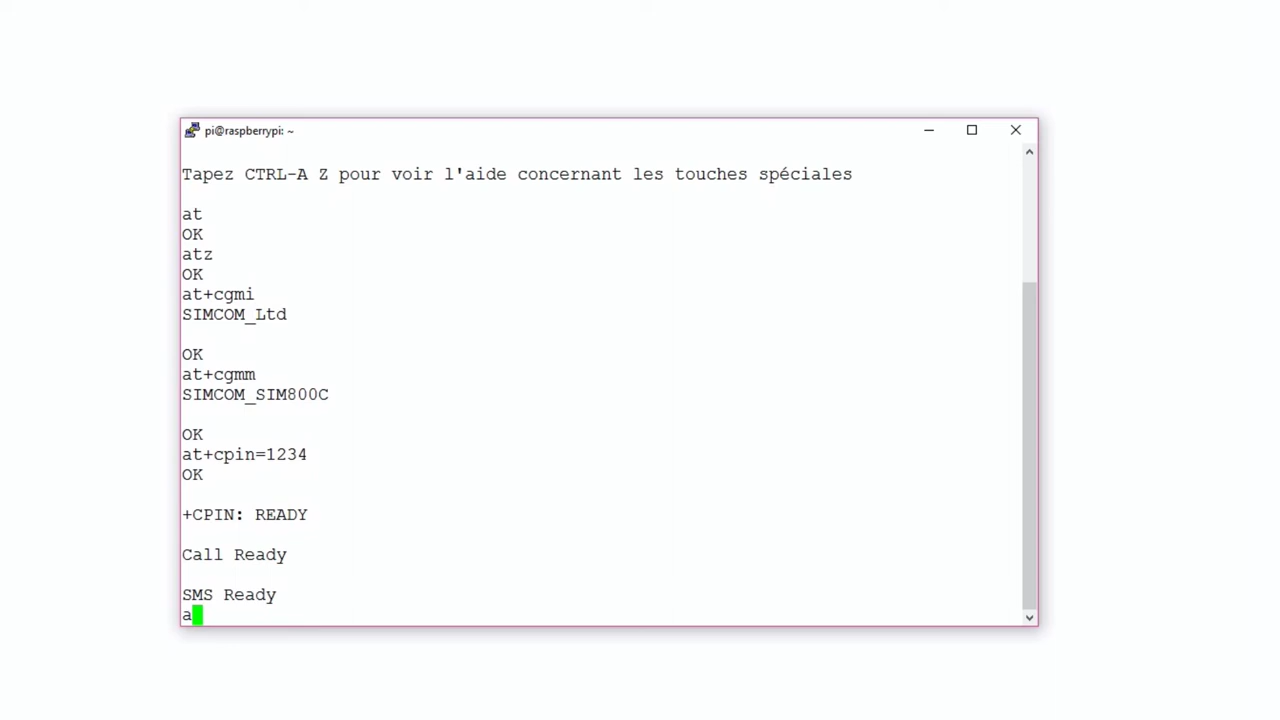 pi@raspberrypi: ~
Tapez CTRL-A Z pour voir l'aide concernant les touches spéciales
at
OK
atz
OK
at+cgmi
SIMCOM_Ltd
OK
at+cgmm
SIMCOM_SIM800C
OK
at+cpin=1234
OK
+CPIN: READY
Call Ready
SMS Ready
a